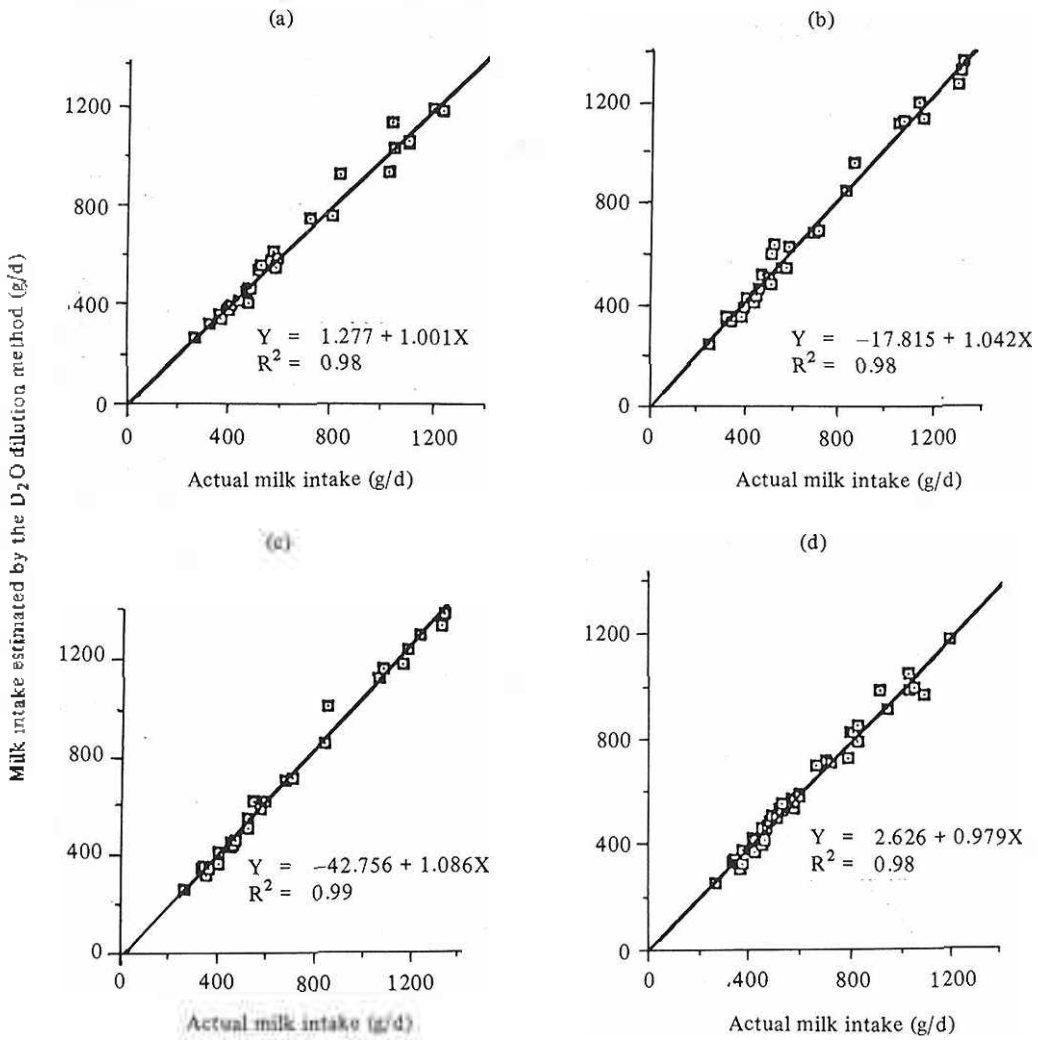 Milk intake estimated by the D₂O dilution method (g/d)
(a)
1200
800
400
0
0 400 800 1200
Y = 1.277 + 1.001X
R² = 0.98
Actual milk intake (g/d)
(b)
1200
800
400
0
0 400 800 1200
Y = −17.815 + 1.042X
R² = 0.98
Actual milk intake (g/d)
(c)
1200
800
400
0
0 400 800 1200
Y = −42.756 + 1.086X
R² = 0.99
Actual milk intake (g/d)
(d)
1200
800
400
0
0 400 800 1200
Y = 2.626 + 0.979X
R² = 0.98
Actual milk intake (g/d)